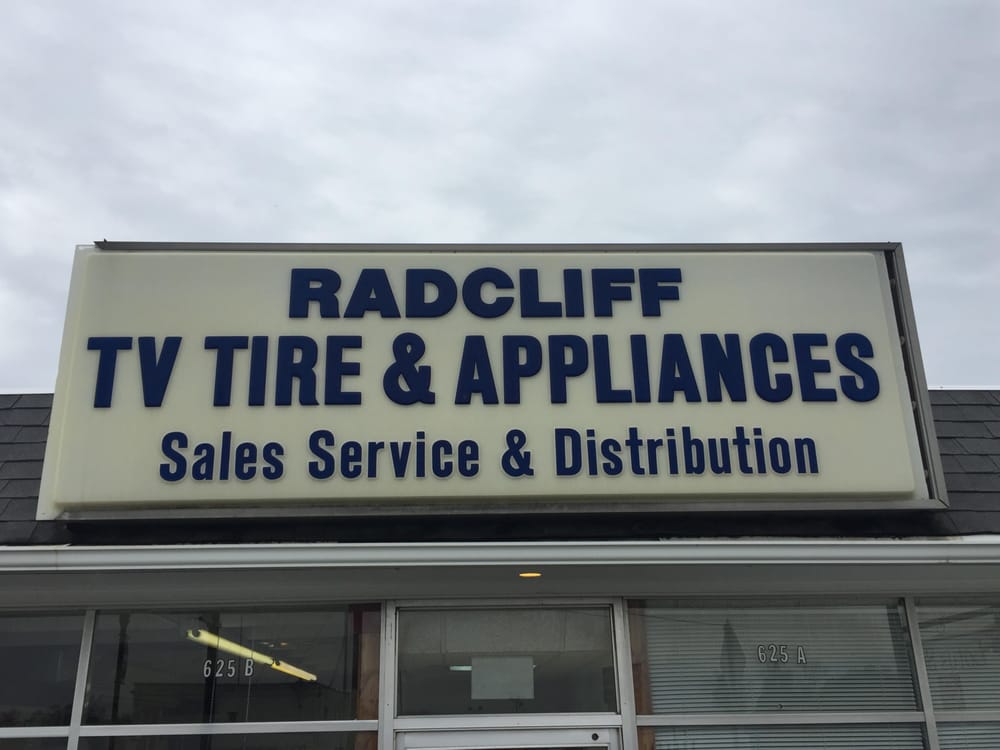 RADCLIFF
TV TIRE & APPLIANCES
Sales Service & Distribution
625 B
625 A